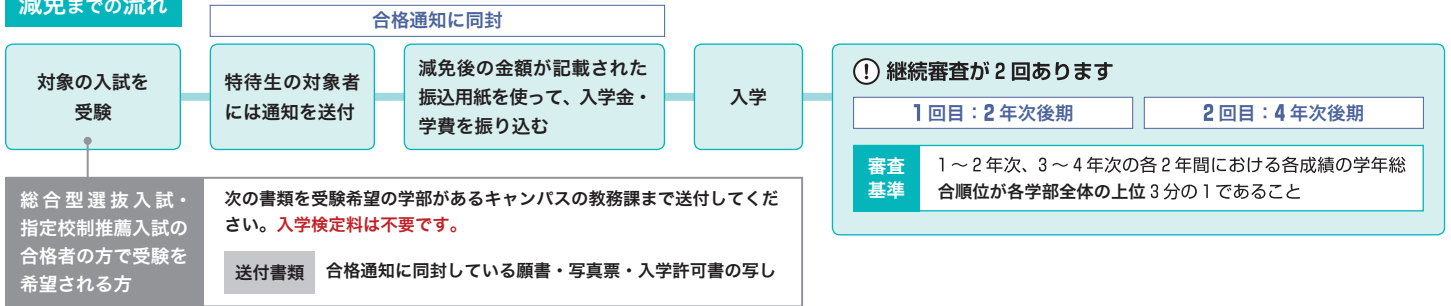 減免までの流れ
合格通知に同封
対象の入試を
受験
特待生の対象者
には通知を送付
減免後の金額が記載された
振込用紙を使って、入学金・
学費を振り込む
入学
! 継続審査が2回あります
1回目：2年次後期
2回目：4年次後期
審査
基準
1～2年次、3～4年次の各2年間における各成績の学年総
合順位が各学部全体の上位3分の1であること
総合型選抜入試・
指定校制推薦入試の
合格者の方で受験を
希望される方
次の書類を受験希望の学部があるキャンパスの教務課まで送付してくだ
さい。入学検定料は不要です。
送付書類
合格通知に同封している願書・写真票・入学許可書の写し